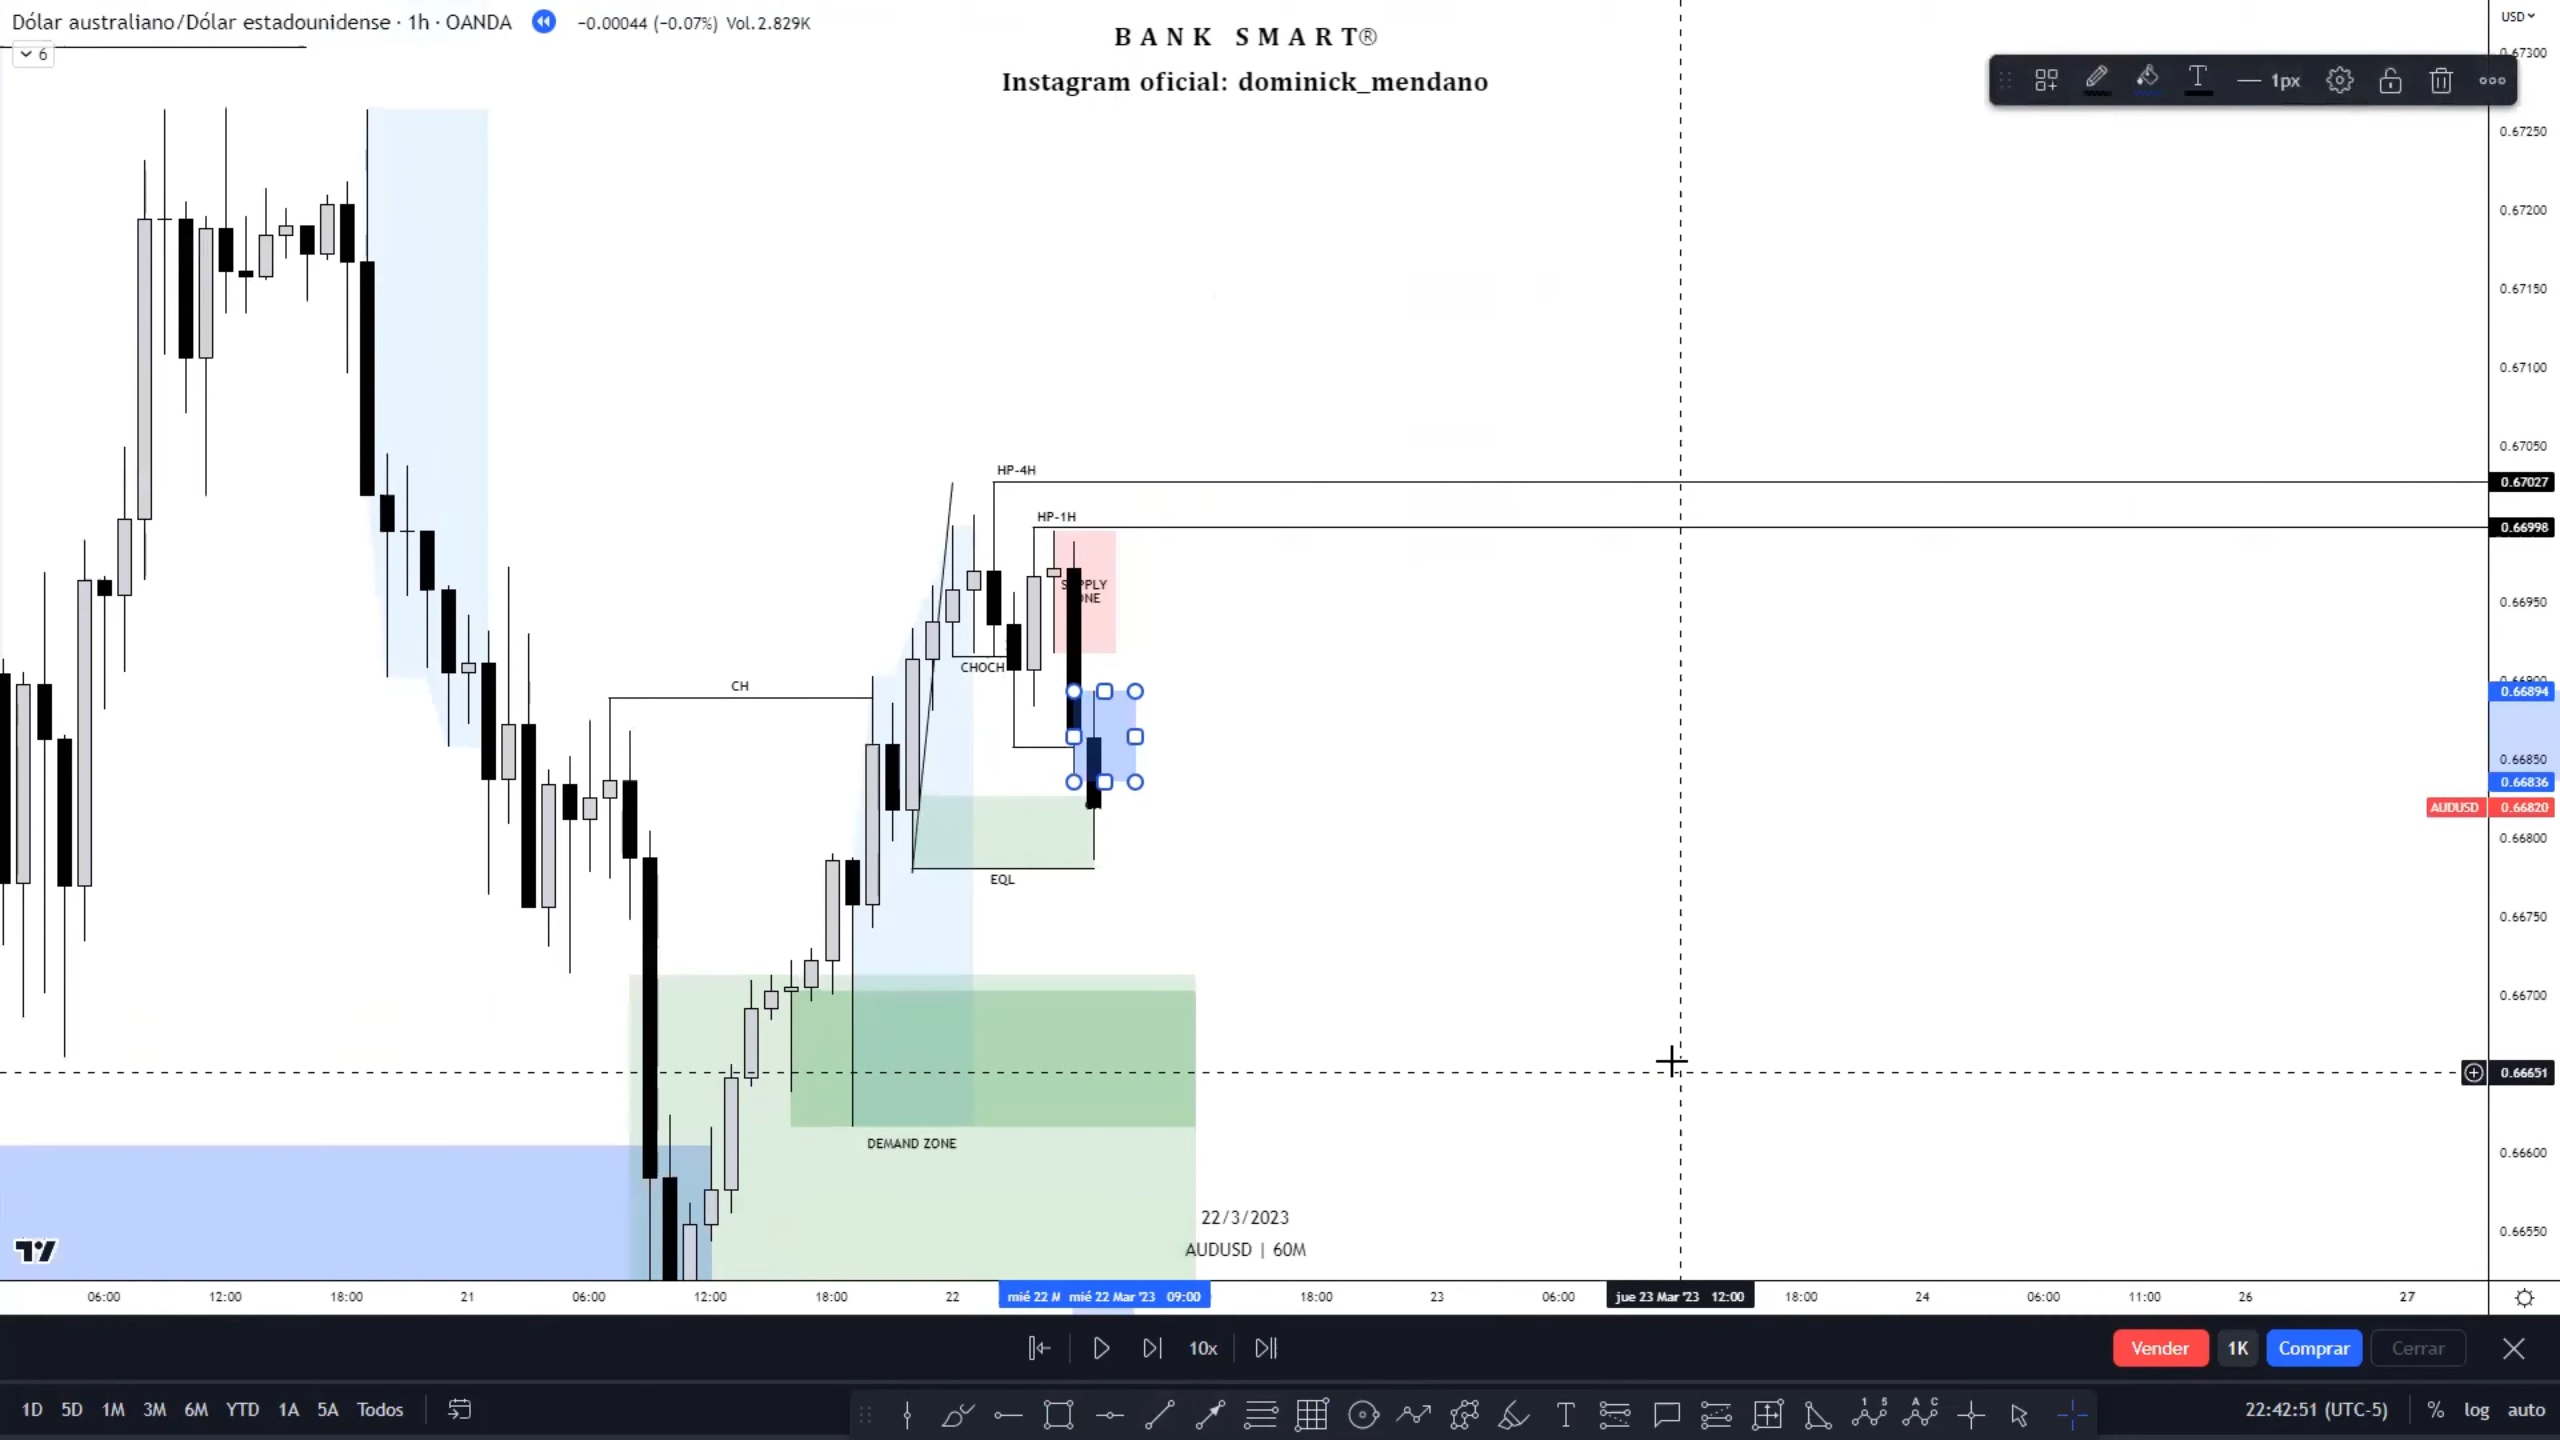 Dólar australiano/Dólar estadounidense · 1h · OANDA
−0.00044 (−0.07%) Vol.2.829K
6
BANK SMART®
Instagram oficial: dominick_mendano
USD
1px
0.67300
0.67250
0.67200
0.67150
0.67100
0.67050
0.67027
0.66998
0.66950
0.66894
0.66850
0.66836
AUDUSD 0.66820
0.66800
0.66750
0.66700
0.66651
0.66600
0.66550
HP-4H
HP-1H
CHOCH
CH
EQL
DEMAND ZONE
22/3/2023
AUDUSD | 60M
06:00 12:00 18:00 21 06:00 12:00 18:00 22 mié 22 M mié 22 Mar '23 09:00 18:00 23 06:00 jue 23 Mar '23 12:00 18:00 24 06:00 11:00 26 27
10x
Vender 1K Comprar Cerrar
1D 5D 1M 3M 6M YTD 1A 5A Todos
22:42:51 (UTC-5) % log auto